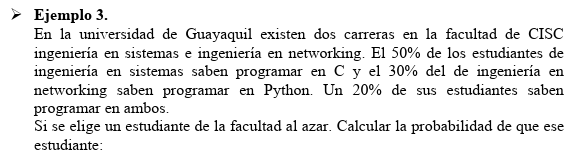 ➤ Ejemplo 3.
En la universidad de Guayaquil existen dos carreras en la facultad de CISC
ingeniería en sistemas e ingeniería en networking. El 50% de los estudiantes de
ingeniería en sistemas saben programar en C y el 30% del de ingeniería en
networking saben programar en Python. Un 20% de sus estudiantes saben
programar en ambos.
Si se elige un estudiante de la facultad al azar. Calcular la probabilidad de que ese
estudiante: